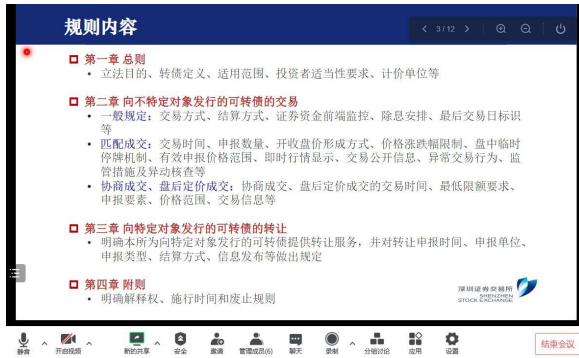 规则内容
3/12
第一章 总则
• 立法目的、转债定义、适用范围、投资者适当性要求、计价单位等
第二章 向不特定对象发行的可转债的交易
• 一般规定：交易方式、结算方式、证券资金前端监控、除息安排、最后交易日标识
等
• 匹配成交：交易时间、申报数量、开收盘价形成方式、价格涨跌幅限制、盘中临时
停牌机制、有效申报价格范围、即时行情显示、交易公开信息、异常交易行为、监
管措施及异动核查等
• 协商成交、盘后定价成交：协商成交、盘后定价成交的交易时间、最低限额要求、
申报要素、价格范围、交易信息等
第三章 向特定对象发行的可转债的转让
• 明确本所为向特定对象发行的可转债提供转让服务，并对转让申报时间、申报单位、
申报类型、结算方式、信息发布等做出规定
第四章 附则
• 明确解释权、施行时间和废止规则
深圳证券交易所
SHENZHEN
STOCK EXCHANGE
静音 开启视频 新的共享 安全 邀请 管理成员(6) 聊天 录制 分组讨论 应用 设置 结束会议